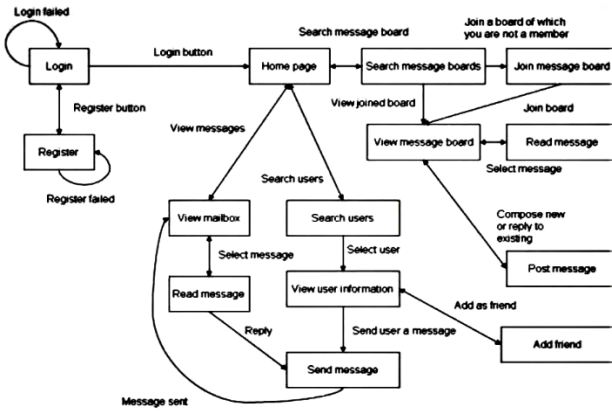 Login failed
Search message board
Join a board of which
you are not a member
Login button
Login
Home page
Search message boards
Join message board
Register button
View joined board
Join board
View messages
Register
View message board
Read message
Select message
Search users
Register failed
View mailbox
Search users
Compose new
or reply to
existing
Select message
Select user
Post message
Read message
View user information
Add as friend
Reply
Send user a message
Add friend
Send message
Message sent